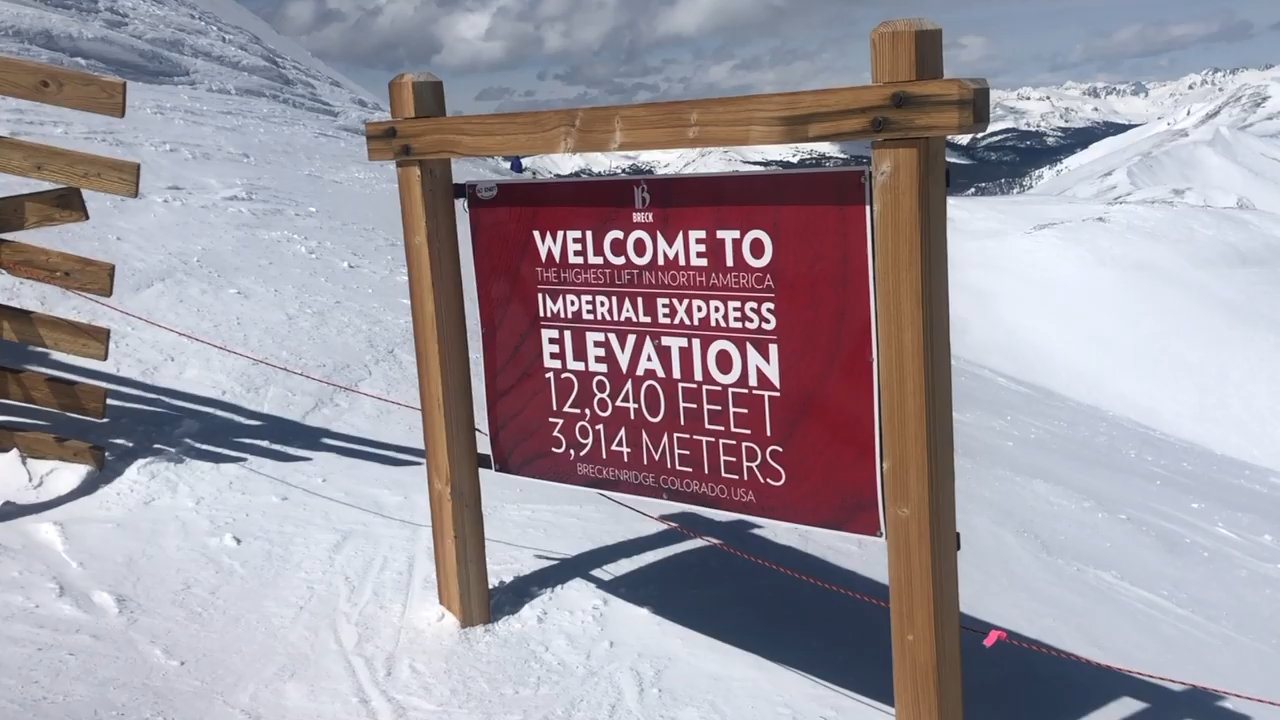 BRECK
WELCOME TO
THE HIGHEST LIFT IN NORTH AMERICA
IMPERIAL EXPRESS
ELEVATION
12,840 FEET
3,914 METERS
BRECKENRIDGE, COLORADO, USA